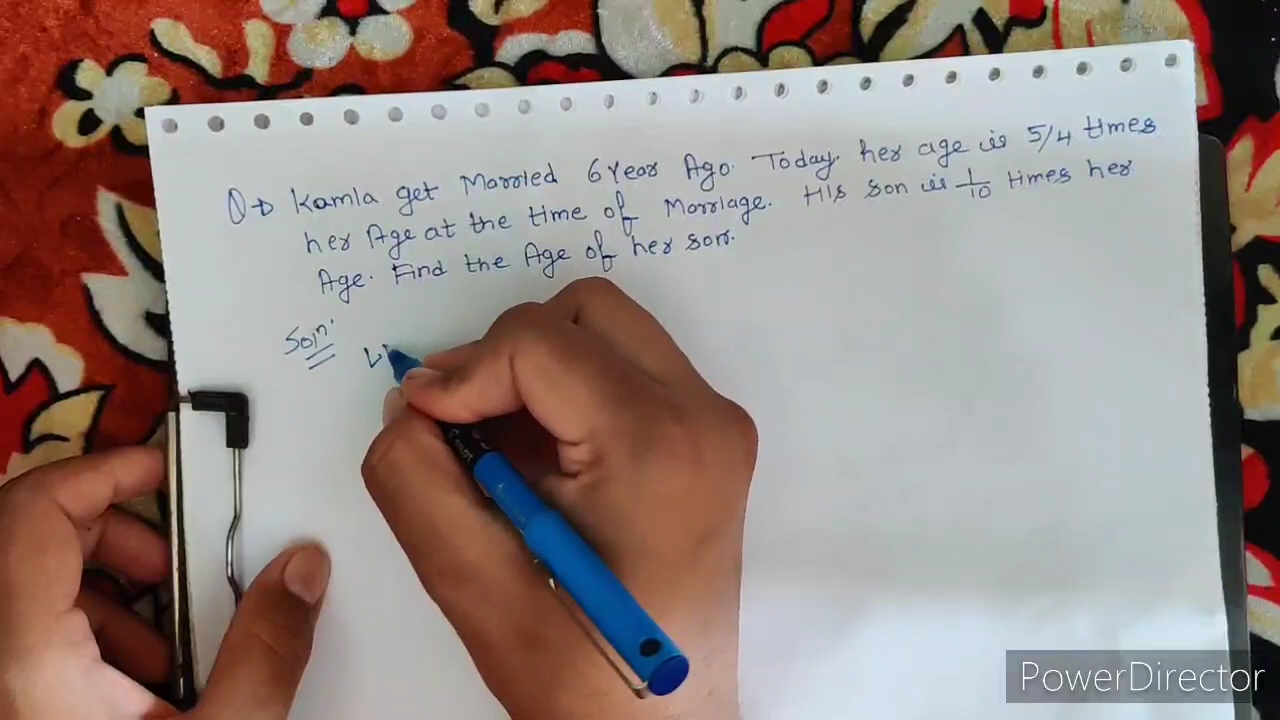 Q→ Kamla get Married 6 Year Ago. Today her age is 5/4 times
her Age at the time of Marriage. His son is 1/10 times her
Age. Find the Age of her son.
Soln.
PowerDirector